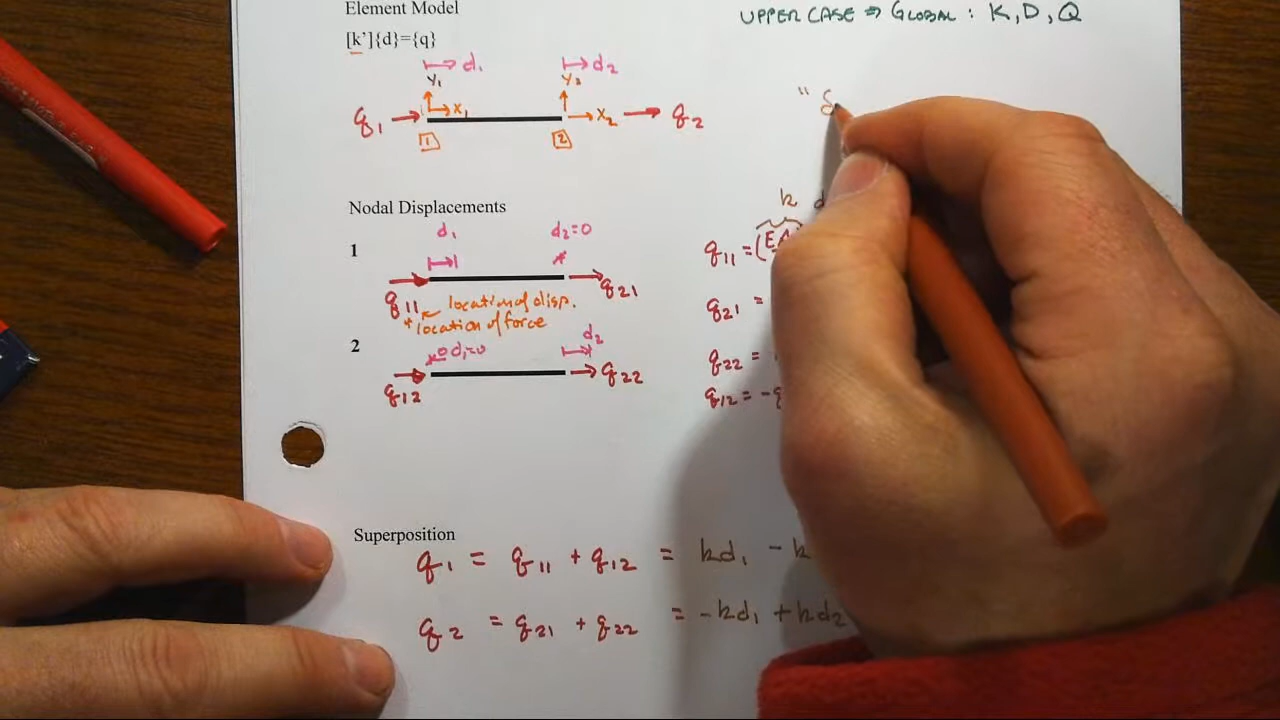 Element Model
UPPER CASE ⇒ GLOBAL : K, D, Q
[k']{d}={q}
d₁ d₂
y₁ y₂
q₁ x₁ x₂ q₂
1 2
"
k
Nodal Displacements
d₁ d₂=0
1
q₁₁ = (EA
q₁₁ ← location of disp. q₂₁
location of force
q₂₁ =
2
d₁=0 d₂
q₂₂ q₂₂ =
q₁₂ q₁₂ = -q
Superposition
q₁ = q₁₁ + q₁₂ = kd₁ - k
q₂ = q₂₁ + q₂₂ = -kd₁ + kd₂